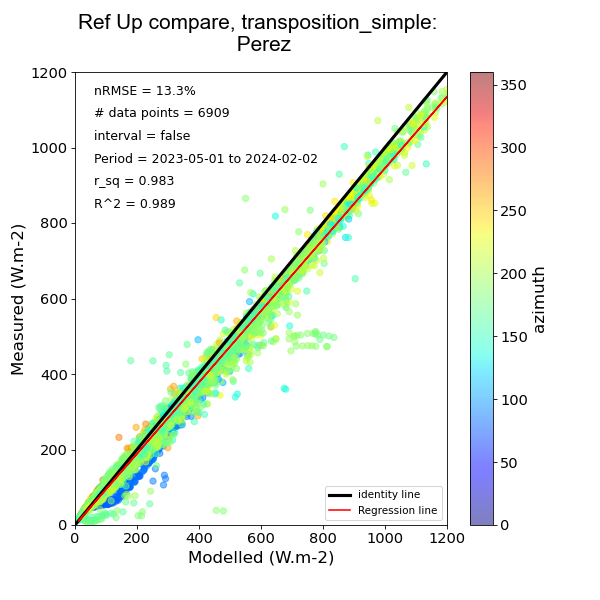 Ref Up compare, transposition_simple:
Perez
nRMSE = 13.3%
# data points = 6909
interval = false
Period = 2023-05-01 to 2024-02-02
r_sq = 0.983
R^2 = 0.989
Measured (W.m-2)
1200
1000
800
600
400
200
0
0 200 400 600 800 1000 1200
Modelled (W.m-2)
identity line
Regression line
350
300
250
200
150
100
50
0
azimuth